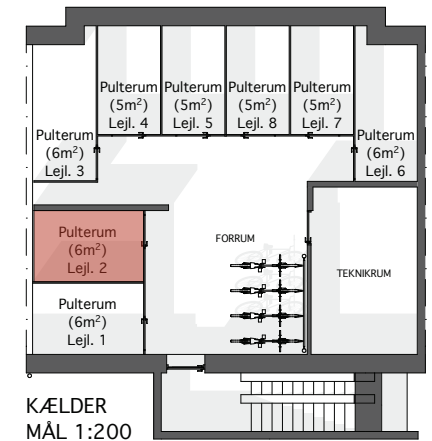 Pulterum
(5m²)
Lejl. 4
Pulterum
(5m²)
Lejl. 5
Pulterum
(5m²)
Lejl. 8
Pulterum
(5m²)
Lejl. 7
Pulterum
(6m²)
Lejl. 3
Pulterum
(6m²)
Lejl. 6
Pulterum
(6m²)
Lejl. 2
FORRUM
TEKNIKRUM
Pulterum
(6m²)
Lejl. 1
KÆLDER
MÅL 1:200